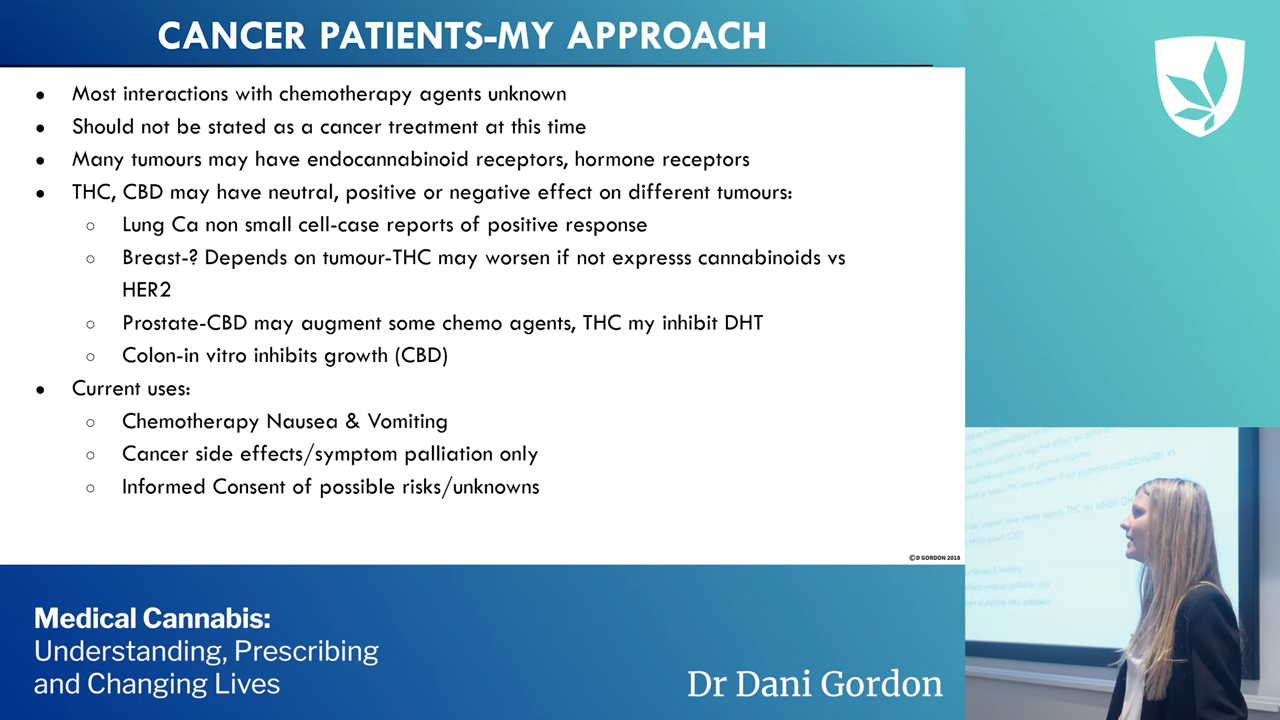 CANCER PATIENTS-MY APPROACH
• Most interactions with chemotherapy agents unknown
• Should not be stated as a cancer treatment at this time
• Many tumours may have endocannabinoid receptors, hormone receptors
• THC, CBD may have neutral, positive or negative effect on different tumours:
○ Lung Ca non small cell-case reports of positive response
○ Breast-? Depends on tumour-THC may worsen if not expresss cannabinoids vs
HER2
○ Prostate-CBD may augment some chemo agents, THC my inhibit DHT
○ Colon-in vitro inhibits growth (CBD)
• Current uses:
○ Chemotherapy Nausea & Vomiting
○ Cancer side effects/symptom palliation only
○ Informed Consent of possible risks/unknowns
©D GORDON 2018
Medical Cannabis:
Understanding, Prescribing
and Changing Lives
Dr Dani Gordon